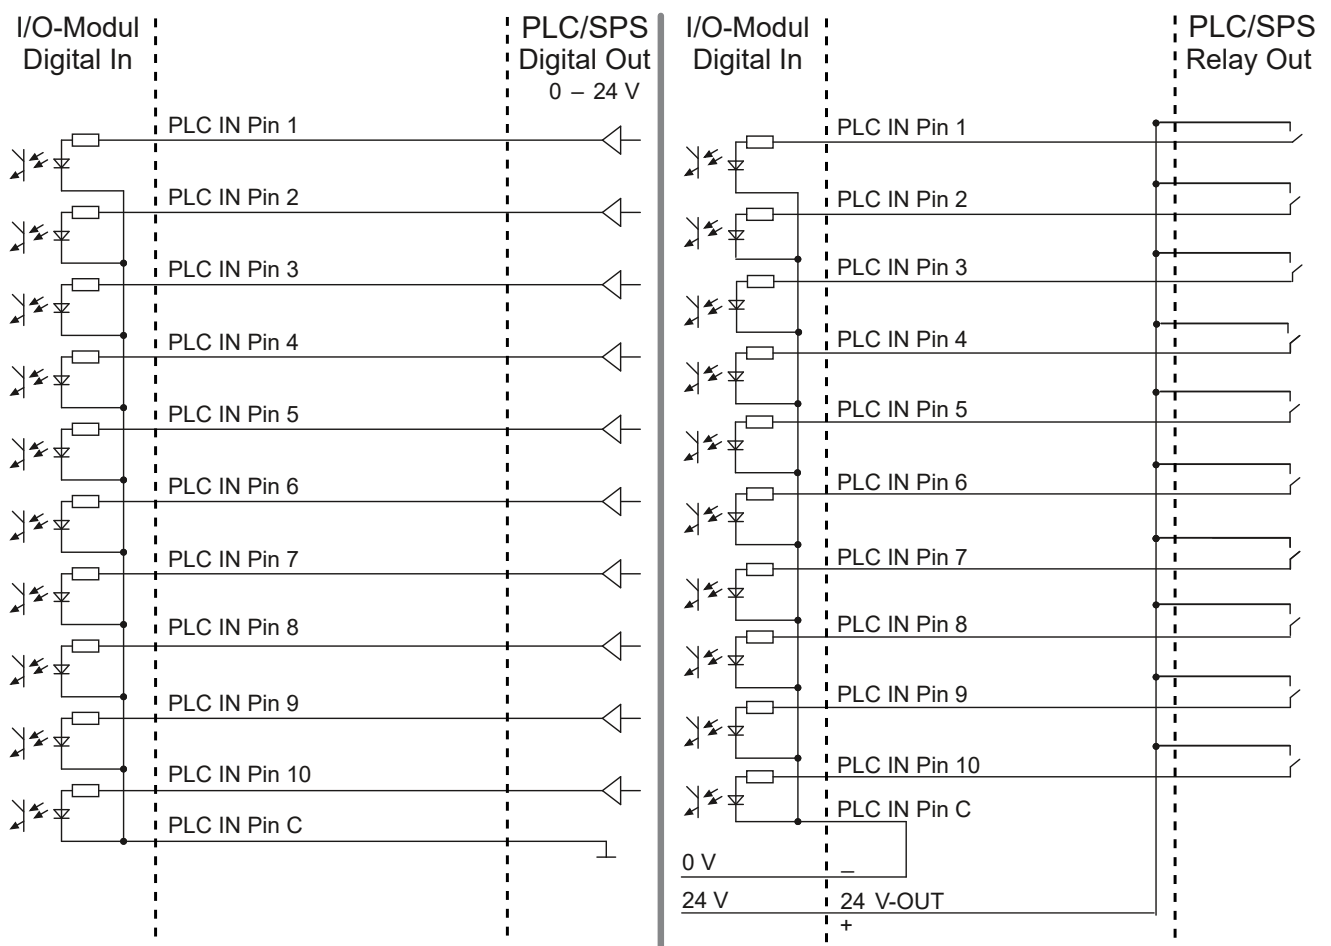 I/O-Modul
Digital In
PLC/SPS
Digital Out
0 – 24 V
PLC IN Pin 1
PLC IN Pin 2
PLC IN Pin 3
PLC IN Pin 4
PLC IN Pin 5
PLC IN Pin 6
PLC IN Pin 7
PLC IN Pin 8
PLC IN Pin 9
PLC IN Pin 10
PLC IN Pin C
I/O-Modul
Digital In
PLC/SPS
Relay Out
PLC IN Pin 1
PLC IN Pin 2
PLC IN Pin 3
PLC IN Pin 4
PLC IN Pin 5
PLC IN Pin 6
PLC IN Pin 7
PLC IN Pin 8
PLC IN Pin 9
PLC IN Pin 10
PLC IN Pin C
0 V –
24 V 24 V-OUT
+